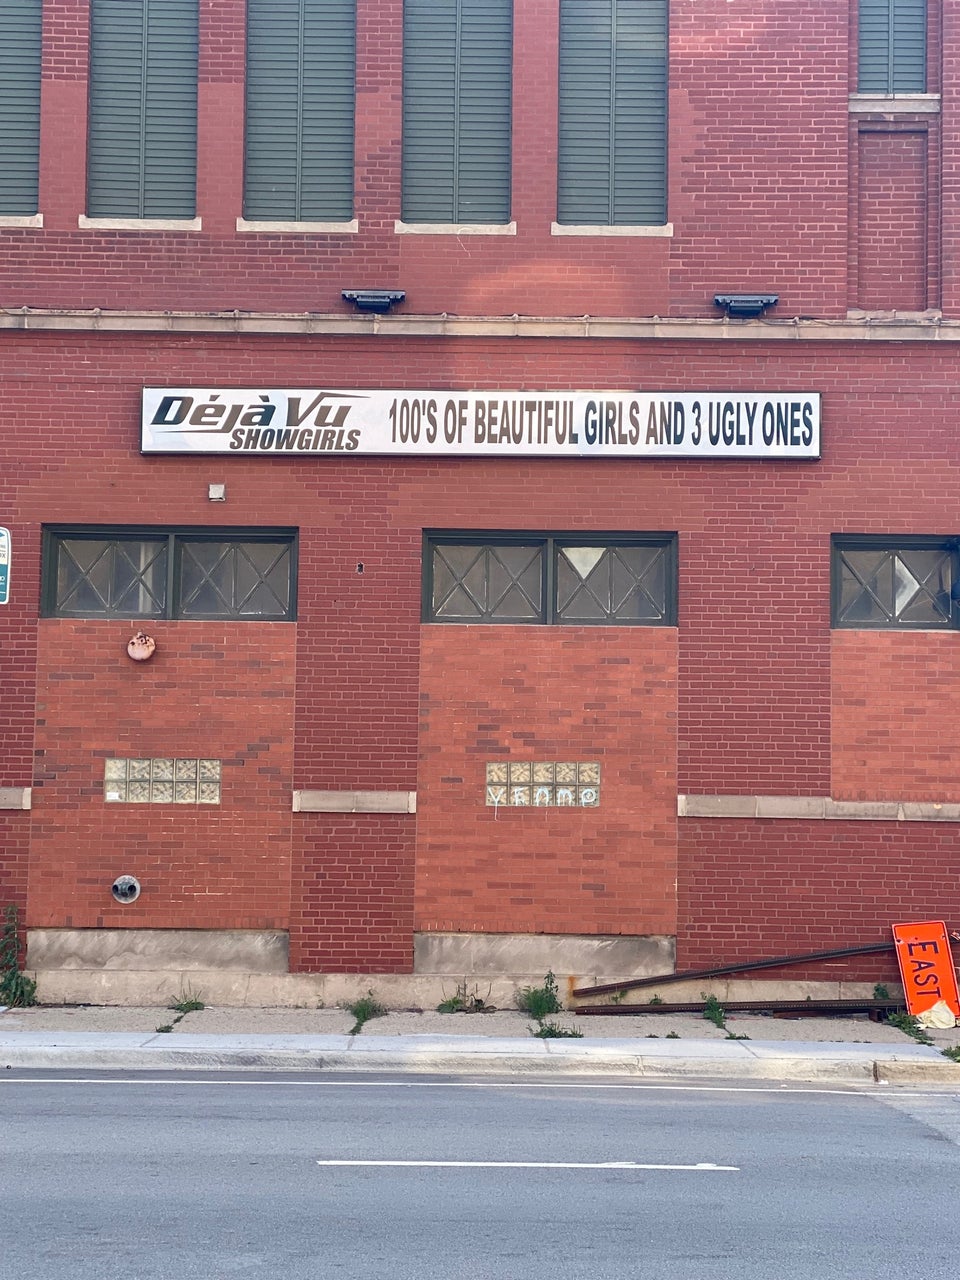 Déjà Vu
SHOWGIRLS
100'S OF BEAUTIFUL GIRLS AND 3 UGLY ONES
EAST